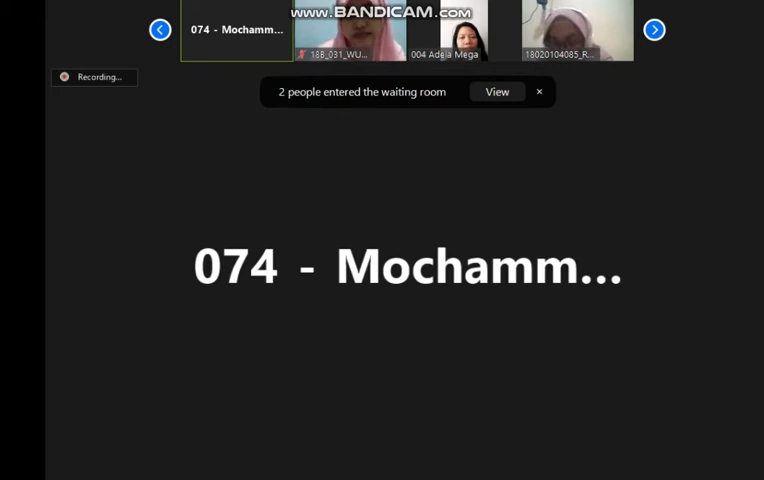 www.BANDICAM.com
074 - Mochamm...
18B_031_WU...
004 Adela Mega
18020104085_R...
Recording...
2 people entered the waiting room
View
×
074 - Mochamm...